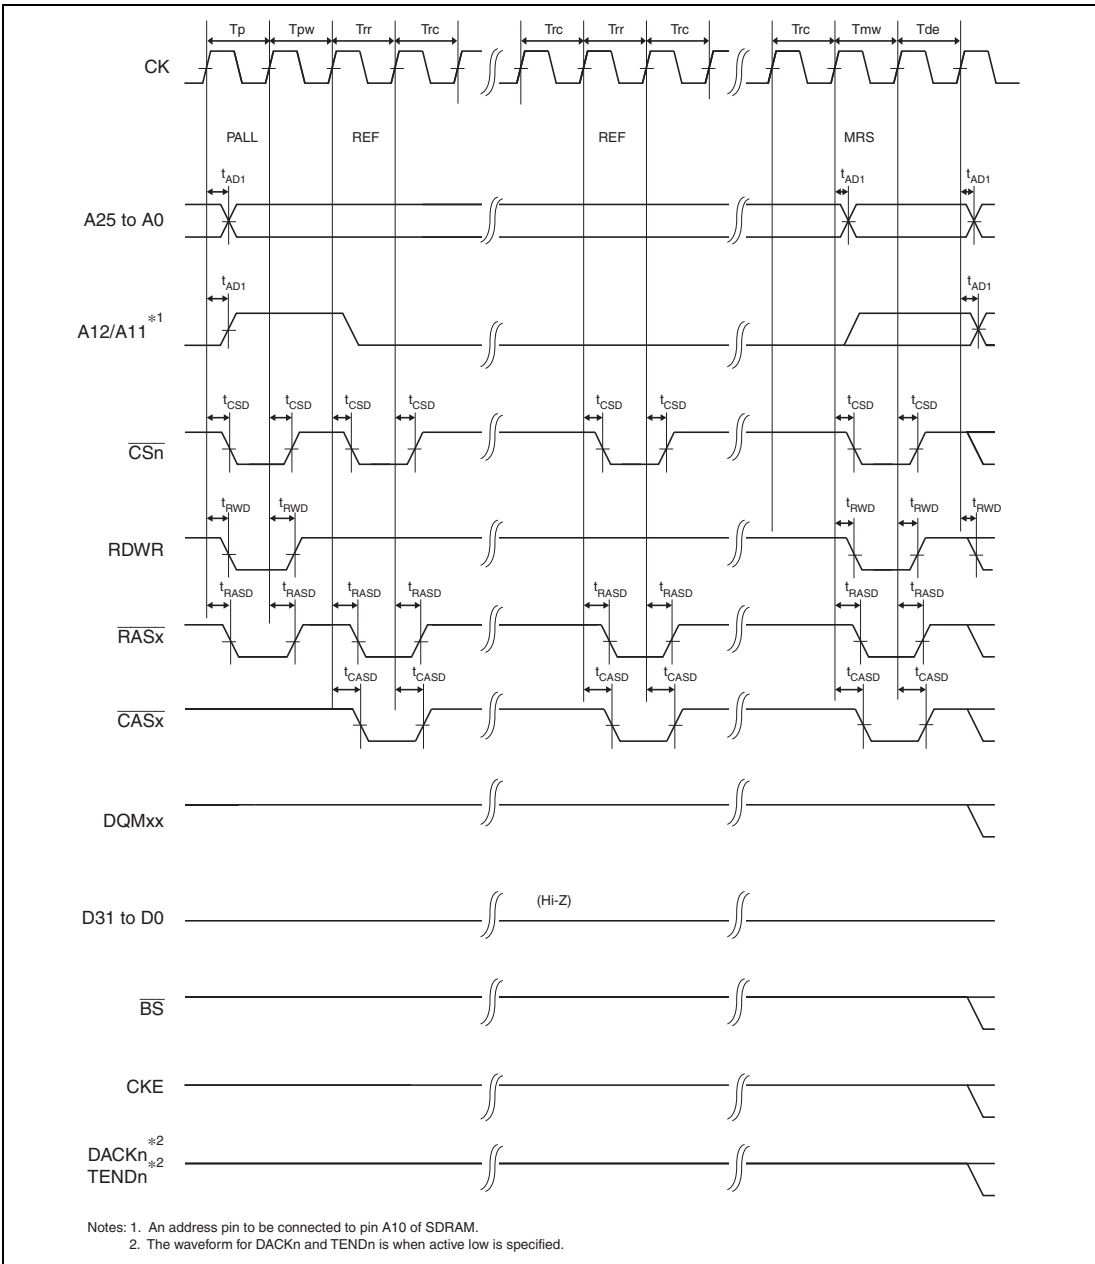 Tp Tpw Trr Trc Trc Trr Trc Trc Tmw Tde
CK
PALL REF REF MRS
tAD1 tAD1 tAD1
A25 to A0
tAD1 tAD1
A12/A11*1
tCSD tCSD tCSD tCSD tCSD tCSD tCSD tCSD
CSn
tRWD tRWD tRWD tRWD tRWD
RDWR
tRASD tRASD tRASD tRASD tRASD tRASD tRASD tRASD
RASx
tCASD tCASD tCASD tCASD tCASD tCASD
CASx
DQMxx
(Hi-Z)
D31 to D0
BS
CKE
DACKn*2
TENDn*2
Notes: 1. An address pin to be connected to pin A10 of SDRAM.
2. The waveform for DACKn and TENDn is when active low is specified.